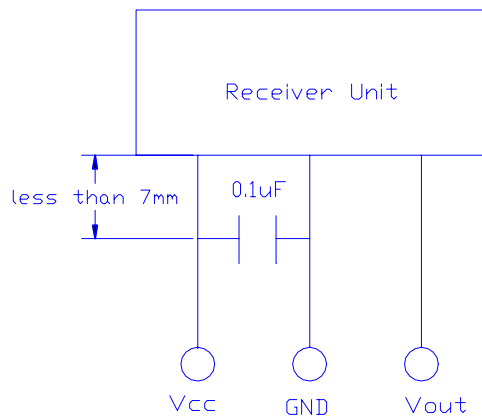 Receiver Unit
less than 7mm
0.1uF
Vcc
GND
Vout